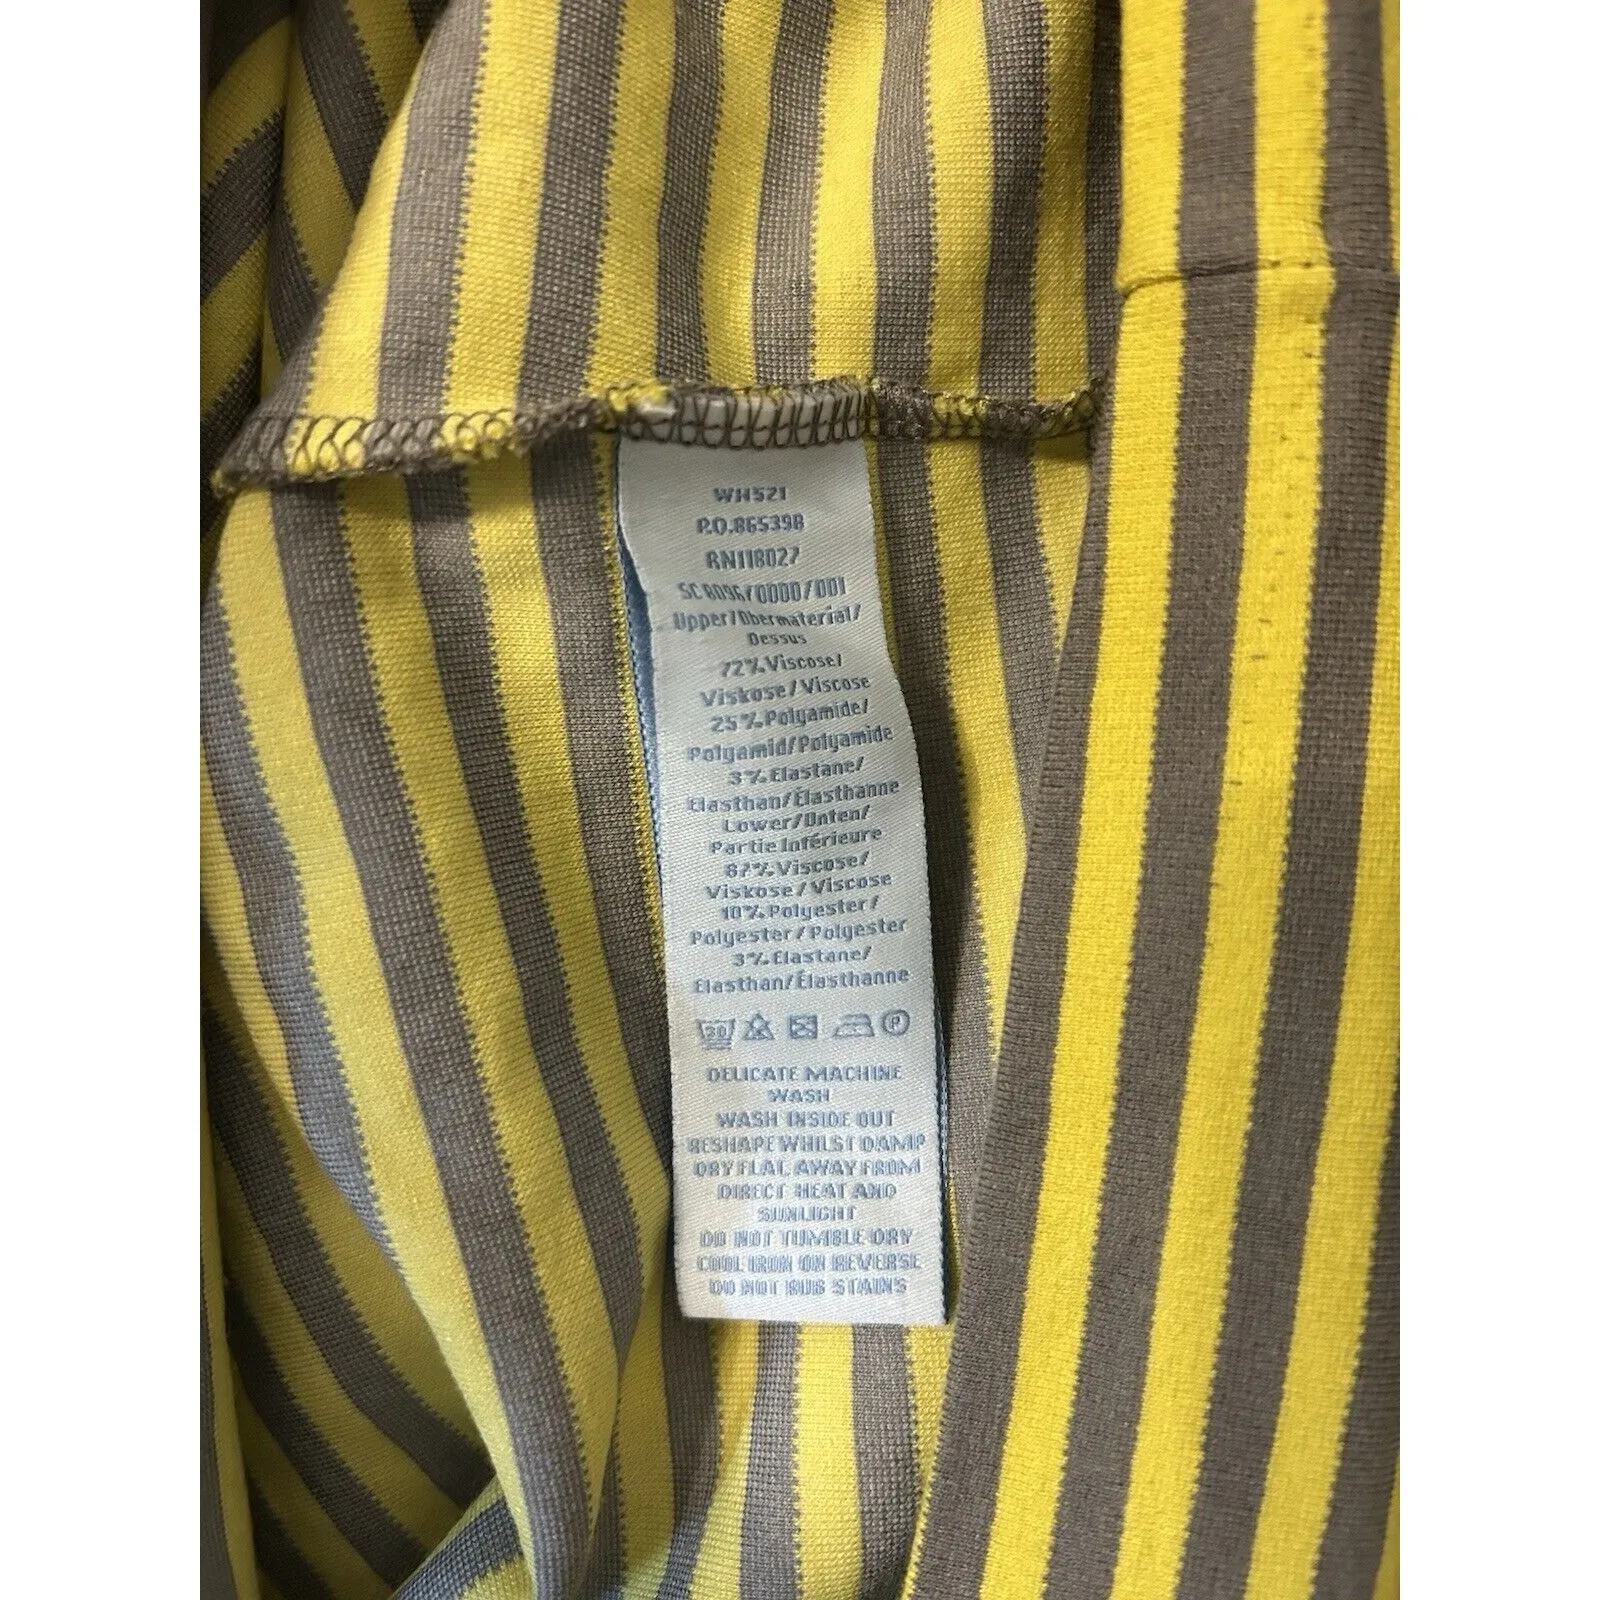 WH521
P.O.865398
RN118027
SC8096/0000/001
Upper/Obermaterial/
Dessus
72%Viscose/
Viskose/Viscose
25%Polyamide/
Polyamid/Polyamide
3%Elastane/
Elasthan/Élasthanne
Lower/Unten/
Partie Inférieure
87%Viscose/
Viskose/Viscose
10%Polyester/
Polyester/Polyester
3%Elastane/
Elasthan/Élasthanne
30 P
DELICATE MACHINE
WASH
WASH INSIDE OUT
RESHAPE WHILST DAMP
DRY FLAT, AWAY FROM
DIRECT HEAT AND
SUNLIGHT
DO NOT TUMBLE DRY
COOL IRON ON REVERSE
DO NOT RUB STAINS